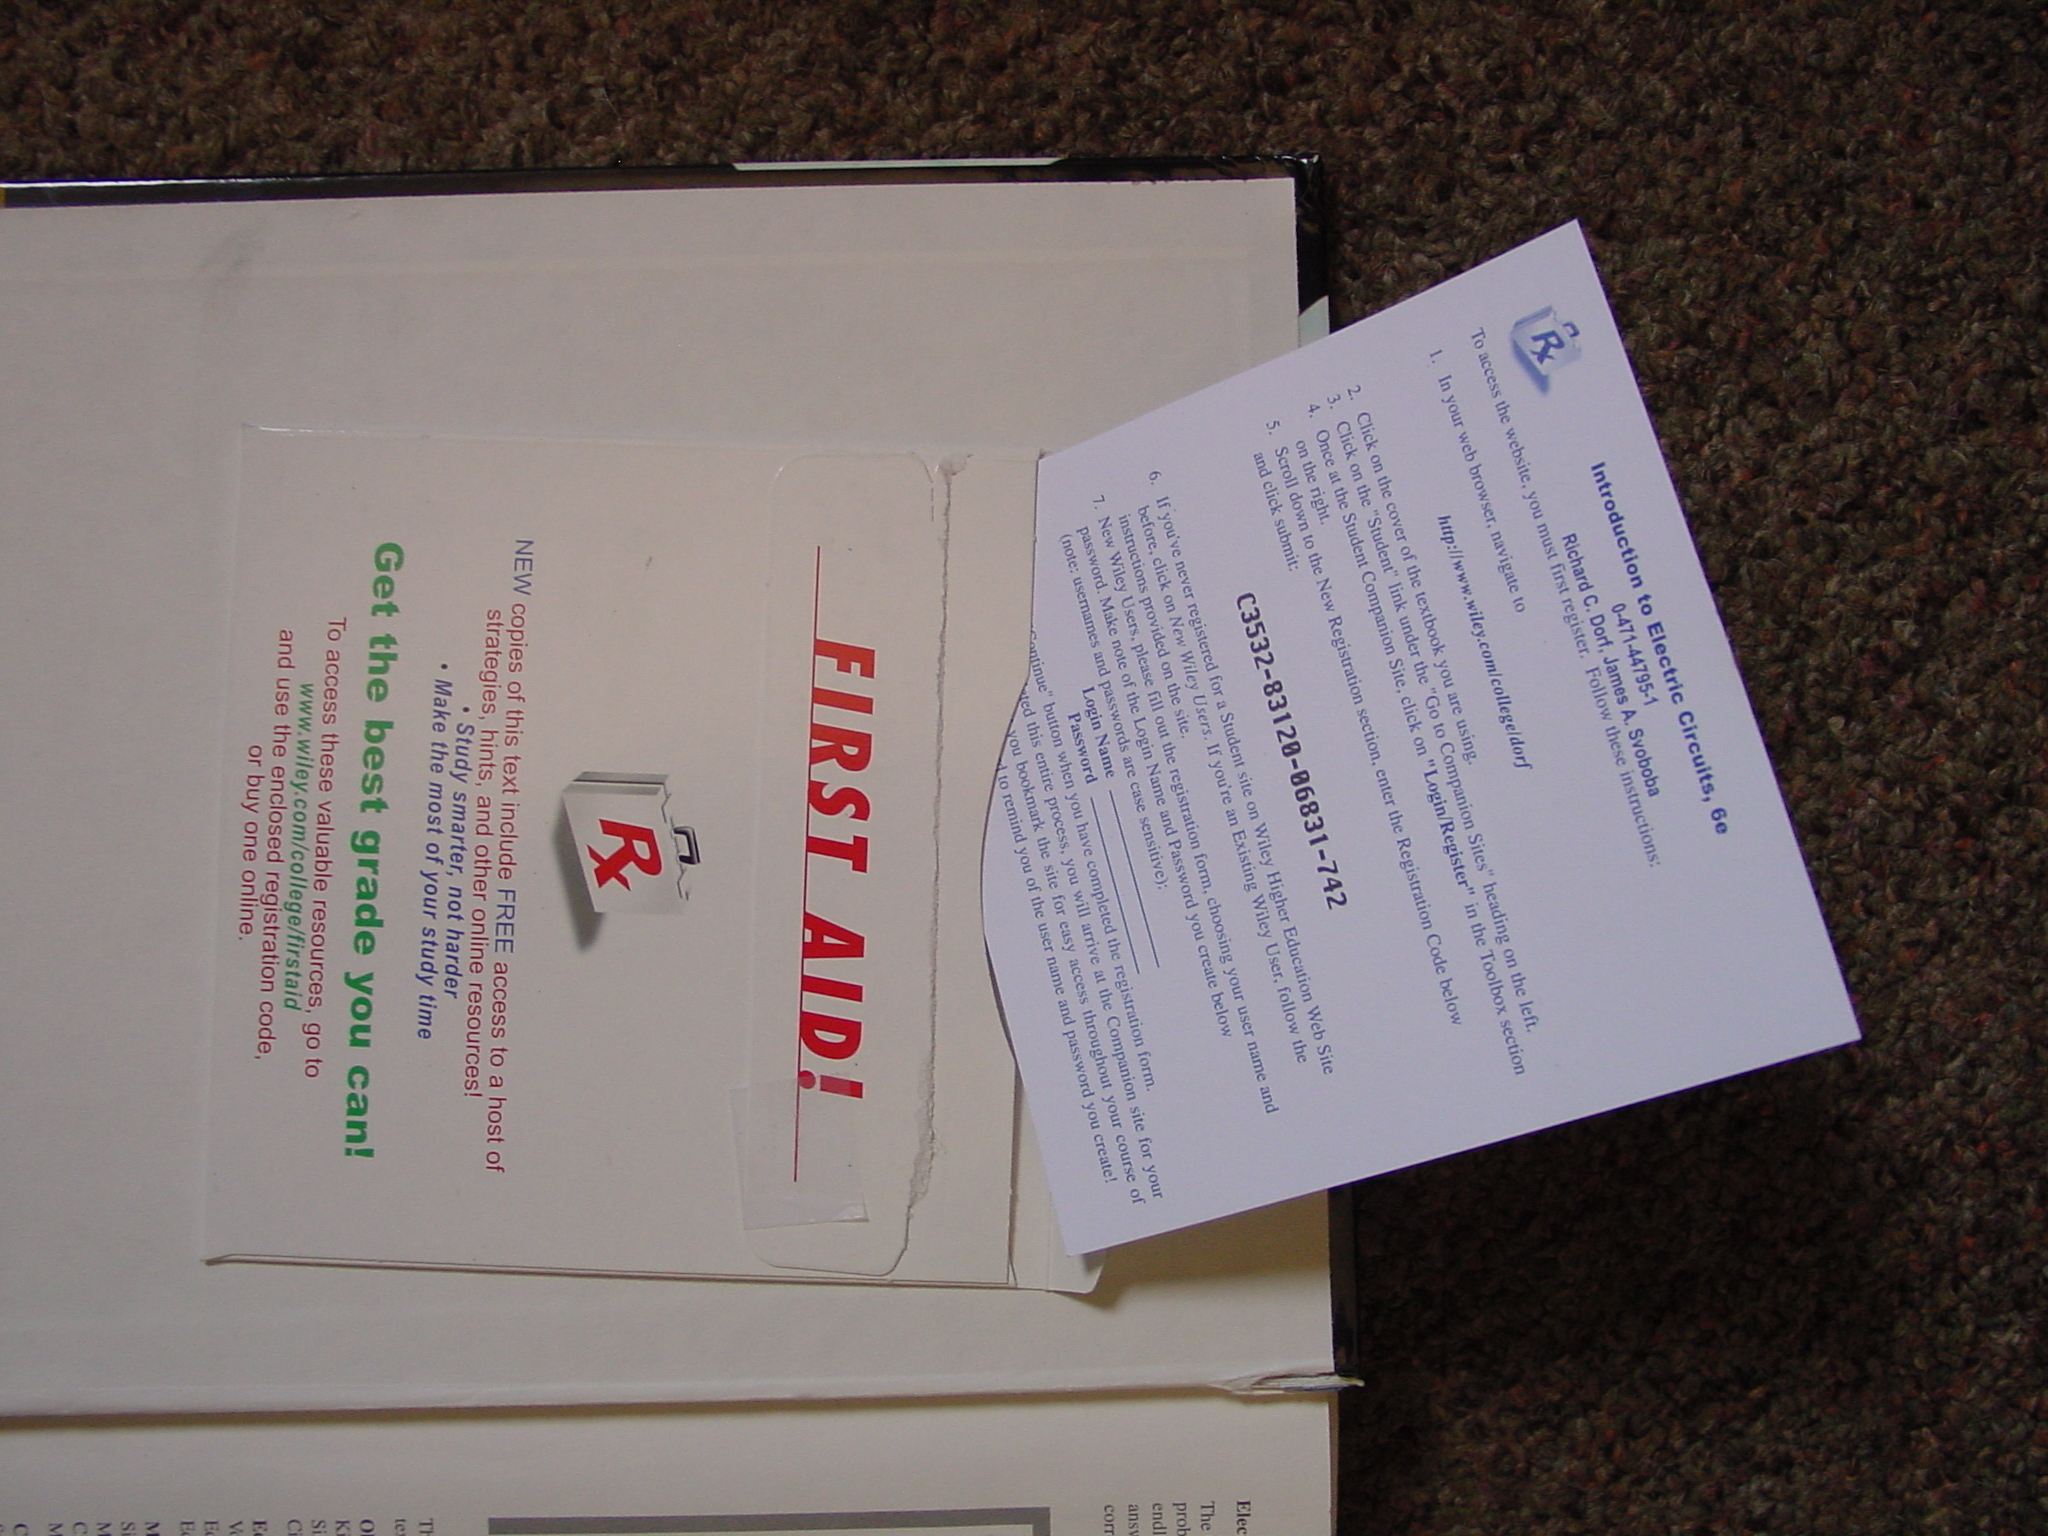 Introduction to Electric Circuits, 6e
0-471-44795-1
Richard C. Dorf, James A. Svoboba
Rx
To access the website, you must first register. Follow these instructions:
1. In your web browser, navigate to
http://www.wiley.com/college/dorf
2. Click on the cover of the textbook you are using.
3. Click on the "Student" link under the "Go to Companion Sites" heading on the left.
4. Once at the Student Companion Site, click on "Login/Register" in the Toolbox section
on the right.
5. Scroll down to the New Registration section, enter the Registration Code below
and click submit:
C3532-83120-06831-742
6. If you've never registered for a Student site on Wiley Higher Education Web Site
before, click on New Wiley Users. If you're an Existing Wiley User, follow the
instructions provided on the site.
7. New Wiley Users, please fill out the registration form, choosing your user name and
password. Make note of the Login Name and Password you create below
(note: usernames and passwords are case sensitive):
Login Name
Password
Continue" button when you have completed the registration form.
this entire process, you will arrive at the Companion site for your
you bookmark the site for easy access throughout your course of
to remind you of the user name and password you create!
FIRST AID!
Rx
NEW copies of this text include FREE access to a host of
strategies, hints, and other online resources!
• Study smarter, not harder
• Make the most of your study time
Get the best grade you can!
To access these valuable resources, go to
www.wiley.com/college/firstaid
and use the enclosed registration code,
or buy one online.
Elec
The
prob
endl
answ
corr